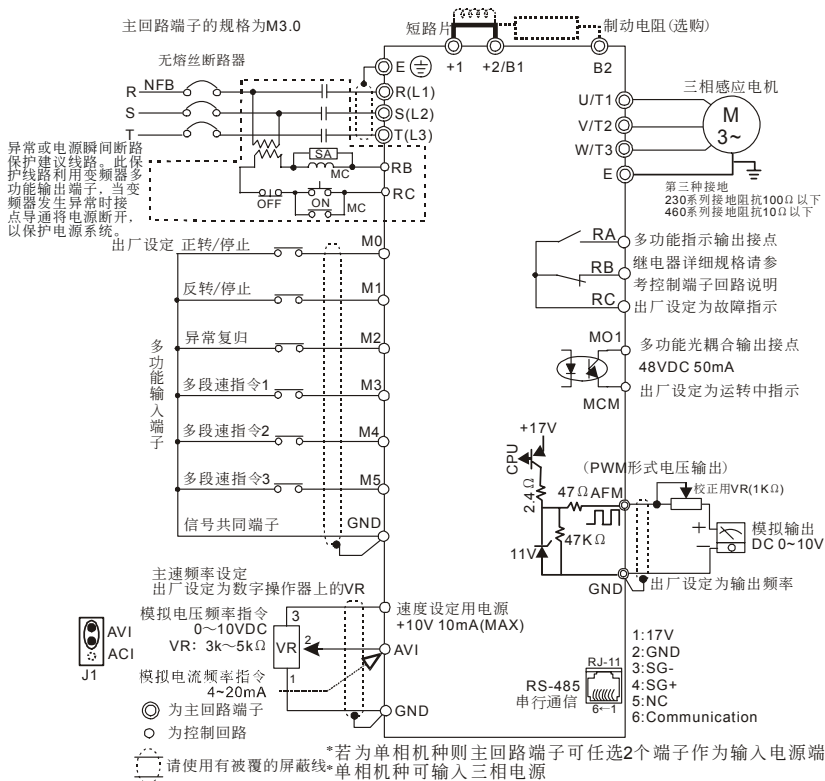 主回路端子的规格为M3.0
短路片
制动电阻(选购)
+1
+2/B1
B2
无熔丝断路器
E
R
NFB
R(L1)
S
S(L2)
T
T(L3)
异常或电源瞬间断路
保护建议线路。此保
护线路利用变频器多
功能输出端子,当变
频器发生异常时接
点导通将电源断开,
以保护电源系统。
SA
MC
RB
OFF
ON
MC
RC
三相感应电机
U/T1
V/T2
W/T3
E
M
3~
第三种接地
230系列接地阻抗100Ω以下
460系列接地阻抗10Ω以下
出厂设定 正转/停止
M0
反转/停止
M1
异常复归
M2
多段速指令1
M3
多段速指令2
M4
多段速指令3
M5
信号共同端子
GND
多功能输入端子
RA
多功能指示输出接点
RB
继电器详细规格请参
考控制端子回路说明
RC
出厂设定为故障指示
MO1
多功能光耦合输出接点
48VDC 50mA
出厂设定为运转中指示
MCM
+17V
CPU
2.4Ω
(PWM形式电压输出)
47Ω
AFM
校正用VR(1KΩ)
47KΩ
11V
+
−
模拟输出
DC 0~10V
GND
出厂设定为输出频率
主速频率设定
出厂设定为数字操作器上的VR
模拟电压频率指令
0~10VDC
VR: 3k~5kΩ
3
VR
2
1
速度设定用电源
+10V 10mA(MAX)
AVI
AVI
ACI
J1
模拟电流频率指令
4~20mA
GND
RJ-11
RS-485
串行通信
6←1
1:17V
2:GND
3:SG-
4:SG+
5:NC
6:Communication
为主回路端子
为控制回路
请使用有被覆的屏蔽线
*若为单相机种则主回路端子可任选2个端子作为输入电源端
*单相机种可输入三相电源